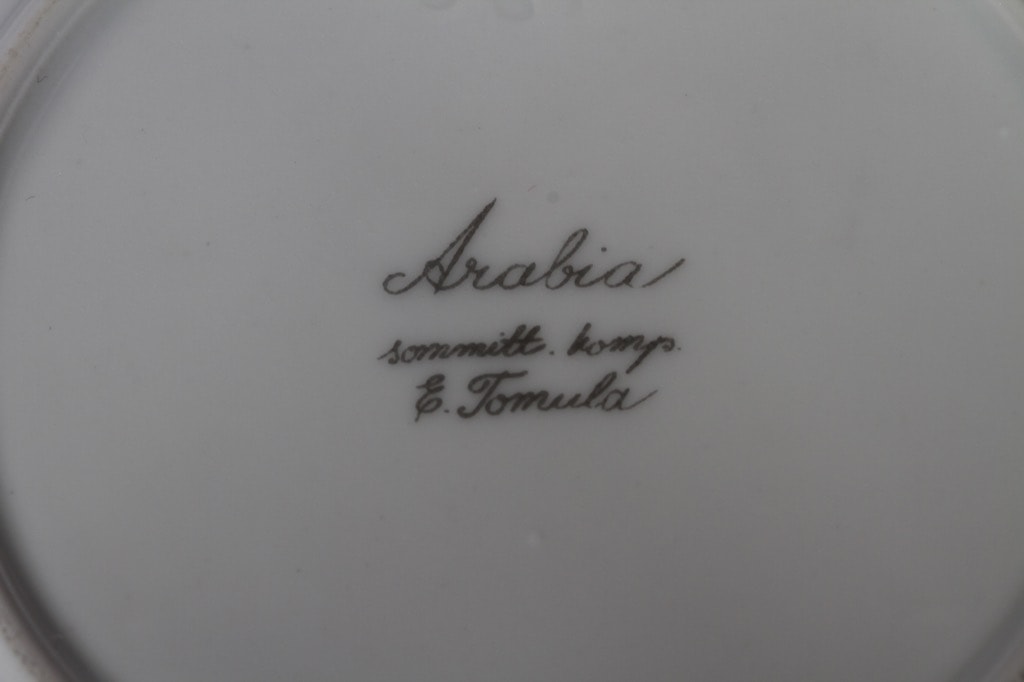 Arabia
sommitt. komp.
E. Tomula